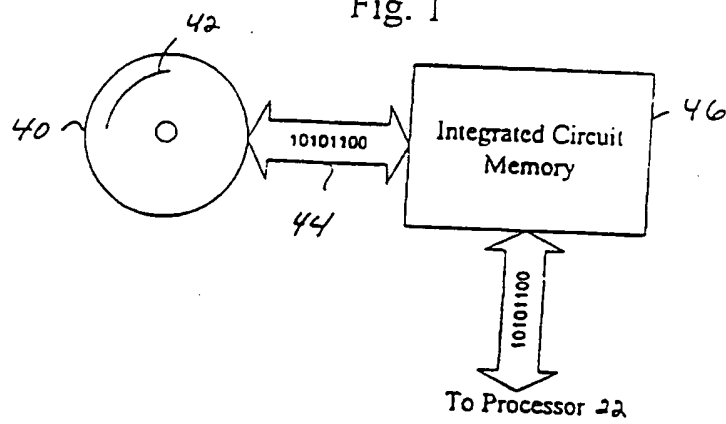 Fig. 1
42
40
10101100
Integrated Circuit
Memory
46
44
10101100
To Processor 22